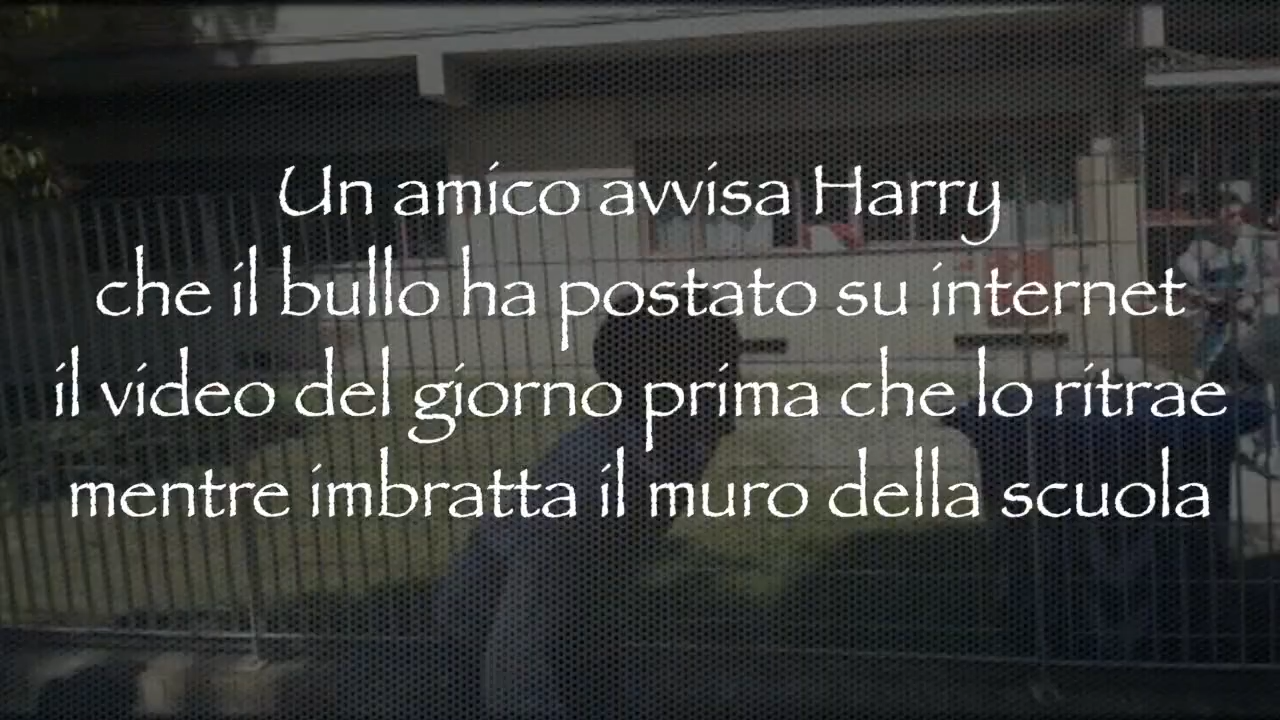 Un amico avvisa Harry
che il bullo ha postato su internet
il video del giorno prima che lo ritrae
mentre imbratta il muro della scuola